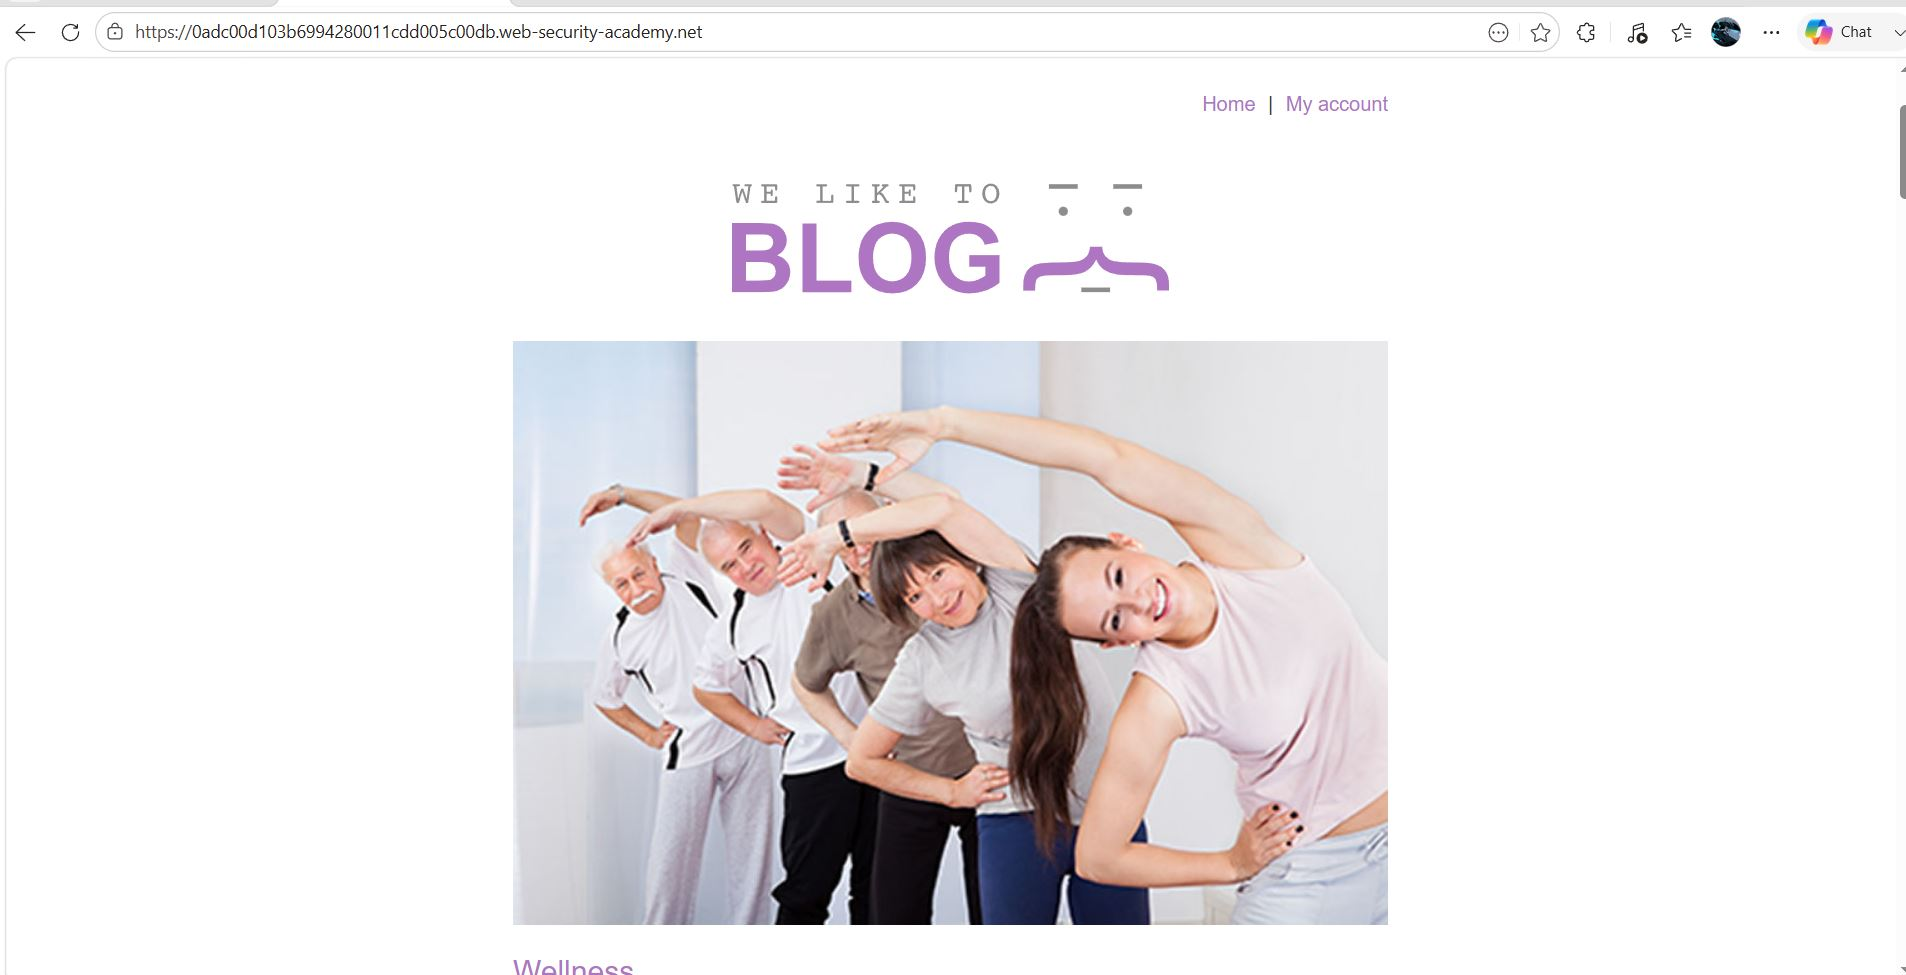 https://0adc00d103b6994280011cdd005c00db.web-security-academy.net
Chat
Home | My account
WE LIKE TO
BLOG
Wellness